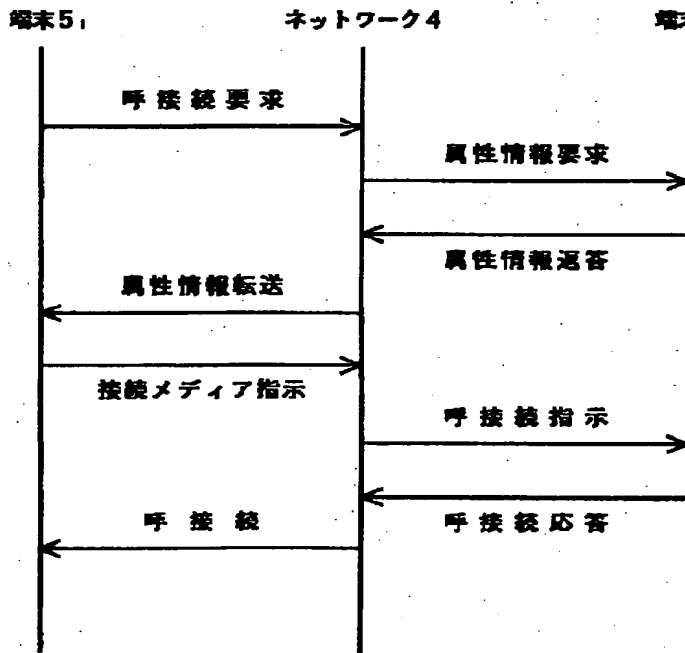 端末5₁ ネットワーク4 端末
呼接続要求
属性情報要求
属性情報返答
属性情報転送
接続メディア指示
呼接続指示
呼接続
呼接続応答